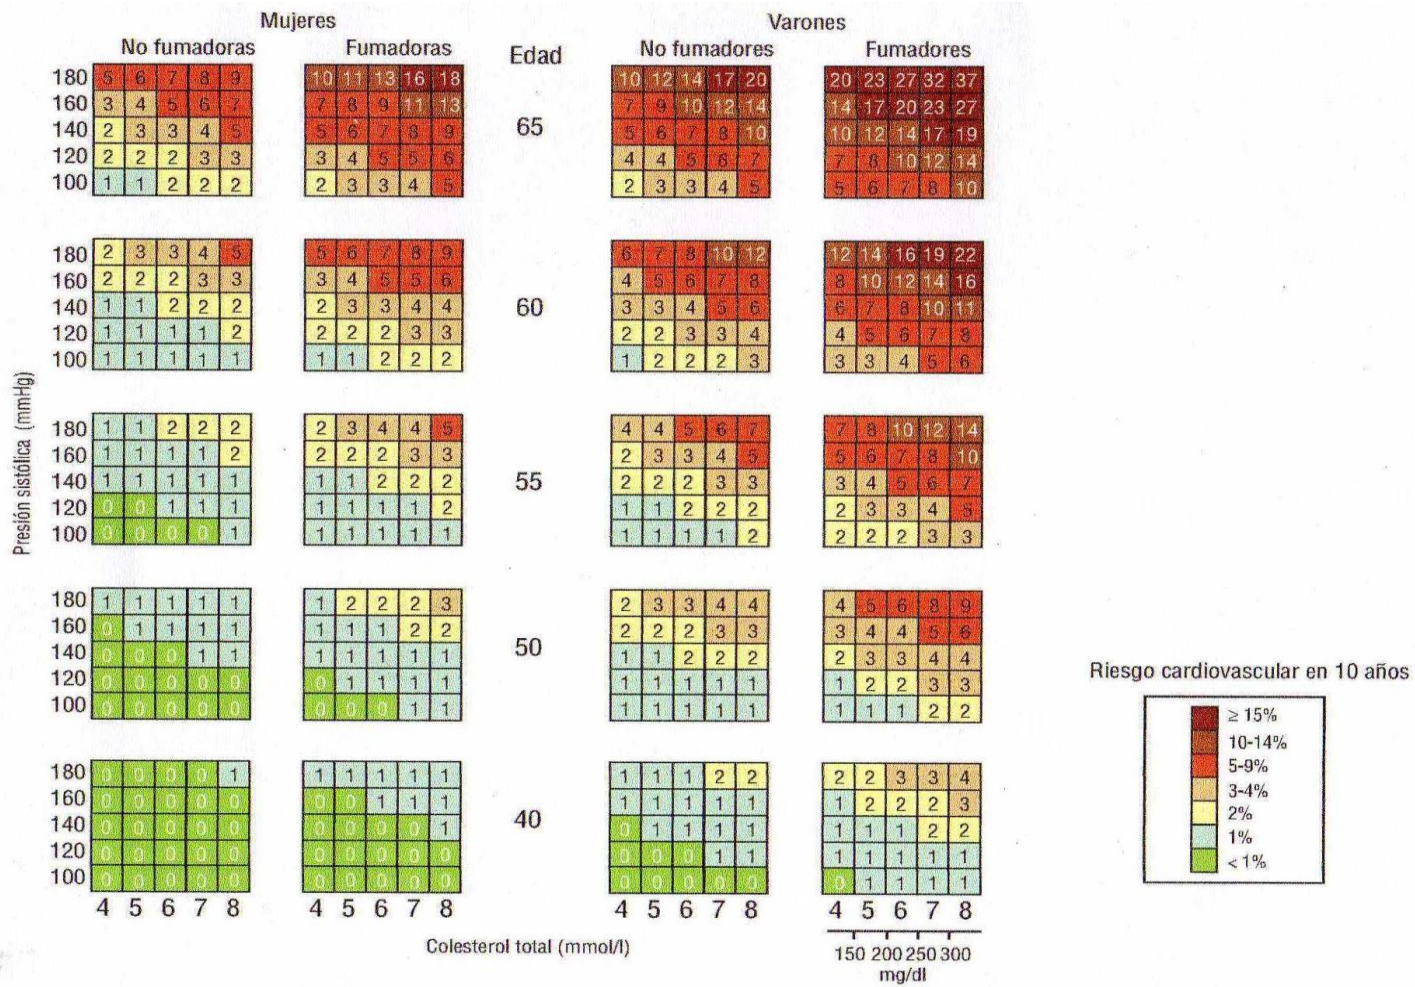 Mujeres Varones
No fumadoras Fumadoras Edad No fumadores Fumadores
180 5 6 7 8 9 10 11 13 16 18 10 12 14 17 20 20 23 27 32 37
160 3 4 5 6 7 7 8 9 11 13 7 9 10 12 14 14 17 20 23 27
140 2 3 3 4 5 5 6 7 8 9 65 5 6 7 8 10 10 12 14 17 19
120 2 2 2 3 3 3 4 5 5 6 4 4 5 6 7 7 8 10 12 14
100 1 1 2 2 2 2 3 3 4 5 2 3 3 4 5 5 6 7 8 10
180 2 3 3 4 5 5 6 7 8 9 6 7 8 10 12 12 14 16 19 22
160 2 2 2 3 3 3 4 5 5 6 4 5 6 7 8 8 10 12 14 16
140 1 1 2 2 2 2 3 3 4 4 60 3 3 4 5 6 6 7 8 10 11
120 1 1 1 1 2 2 2 2 3 3 2 2 3 3 4 4 5 6 7 8
100 1 1 1 1 1 1 1 2 2 2 1 2 2 2 3 3 3 4 5 6
Presión sistólica (mmHg)
180 1 1 2 2 2 2 3 4 4 5 4 4 5 6 7 7 8 10 12 14
160 1 1 1 1 2 2 2 2 3 3 2 3 3 4 5 5 6 7 8 10
140 1 1 1 1 1 1 1 2 2 2 55 2 2 2 3 3 3 4 5 6 7
120 0 0 1 1 1 1 1 1 1 2 1 1 2 2 2 2 3 3 4 5
100 0 0 0 0 1 1 1 1 1 1 1 1 1 1 2 2 2 2 3 3
180 1 1 1 1 1 1 2 2 2 3 2 3 3 4 4 4 5 6 8 9
160 0 1 1 1 1 1 1 1 2 2 2 2 2 3 3 3 4 4 5 6
140 0 0 0 1 1 1 1 1 1 1 50 1 1 2 2 2 2 3 3 4 4
120 0 0 0 0 0 0 1 1 1 1 1 1 1 1 1 1 2 2 3 3
100 0 0 0 0 0 0 0 0 1 1 1 1 1 1 1 1 1 1 2 2
180 0 0 0 0 1 1 1 1 1 1 1 1 1 2 2 2 2 3 3 4
160 0 0 0 0 0 0 0 1 1 1 1 1 1 1 1 1 2 2 2 3
140 0 0 0 0 0 0 0 0 0 1 40 0 1 1 1 1 1 1 1 2 2
120 0 0 0 0 0 0 0 0 0 0 0 0 0 1 1 1 1 1 1 1
100 0 0 0 0 0 0 0 0 0 0 0 0 0 0 0 0 1 1 1 1
4 5 6 7 8 4 5 6 7 8 4 5 6 7 8 4 5 6 7 8
Colesterol total (mmol/l)
150 200 250 300
mg/dl
Riesgo cardiovascular en 10 años
≥ 15%
10-14%
5-9%
3-4%
2%
1%
< 1%